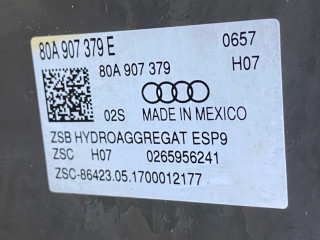 80A 907 379 E 0657
80A 907 379 H07
02S MADE IN MEXICO
ZSB HYDROAGGREGAT ESP9
ZSC H07 0265956241
ZSC-86423.05.1700012177